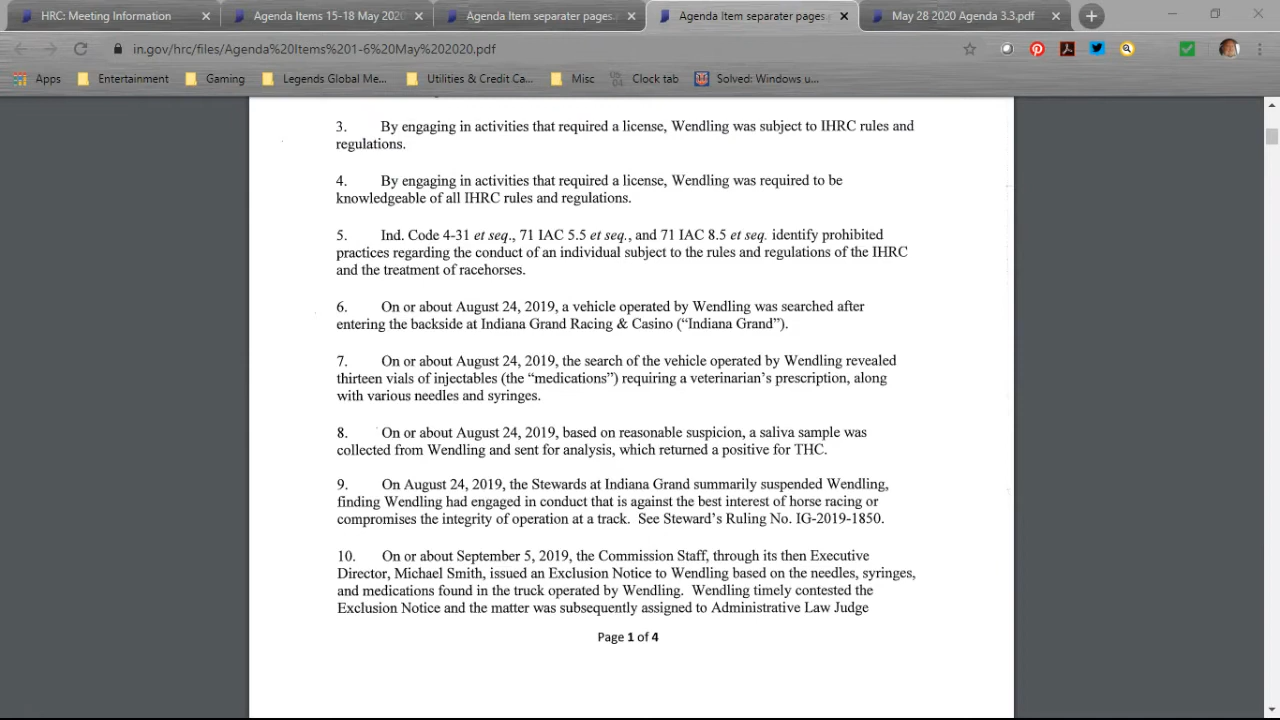 HRC: Meeting Information
Agenda Items 15-18 May 2020
Agenda Item separater pages
Agenda Item separater pages
May 28 2020 Agenda 3.3.pdf
in.gov/hrc/files/Agenda%20Items%201-6%20May%202020.pdf
Apps
Entertainment
Gaming
Legends Global Me...
Utilities & Credit Ca...
Misc
Clock tab
Solved: Windows u...
3. By engaging in activities that required a license, Wendling was subject to IHRC rules and
regulations.
4. By engaging in activities that required a license, Wendling was required to be
knowledgeable of all IHRC rules and regulations.
5. Ind. Code 4-31 et seq., 71 IAC 5.5 et seq., and 71 IAC 8.5 et seq. identify prohibited
practices regarding the conduct of an individual subject to the rules and regulations of the IHRC
and the treatment of racehorses.
6. On or about August 24, 2019, a vehicle operated by Wendling was searched after
entering the backside at Indiana Grand Racing & Casino (“Indiana Grand”).
7. On or about August 24, 2019, the search of the vehicle operated by Wendling revealed
thirteen vials of injectables (the “medications”) requiring a veterinarian’s prescription, along
with various needles and syringes.
8. On or about August 24, 2019, based on reasonable suspicion, a saliva sample was
collected from Wendling and sent for analysis, which returned a positive for THC.
9. On August 24, 2019, the Stewards at Indiana Grand summarily suspended Wendling,
finding Wendling had engaged in conduct that is against the best interest of horse racing or
compromises the integrity of operation at a track. See Steward’s Ruling No. IG-2019-1850.
10. On or about September 5, 2019, the Commission Staff, through its then Executive
Director, Michael Smith, issued an Exclusion Notice to Wendling based on the needles, syringes,
and medications found in the truck operated by Wendling. Wendling timely contested the
Exclusion Notice and the matter was subsequently assigned to Administrative Law Judge
Page 1 of 4